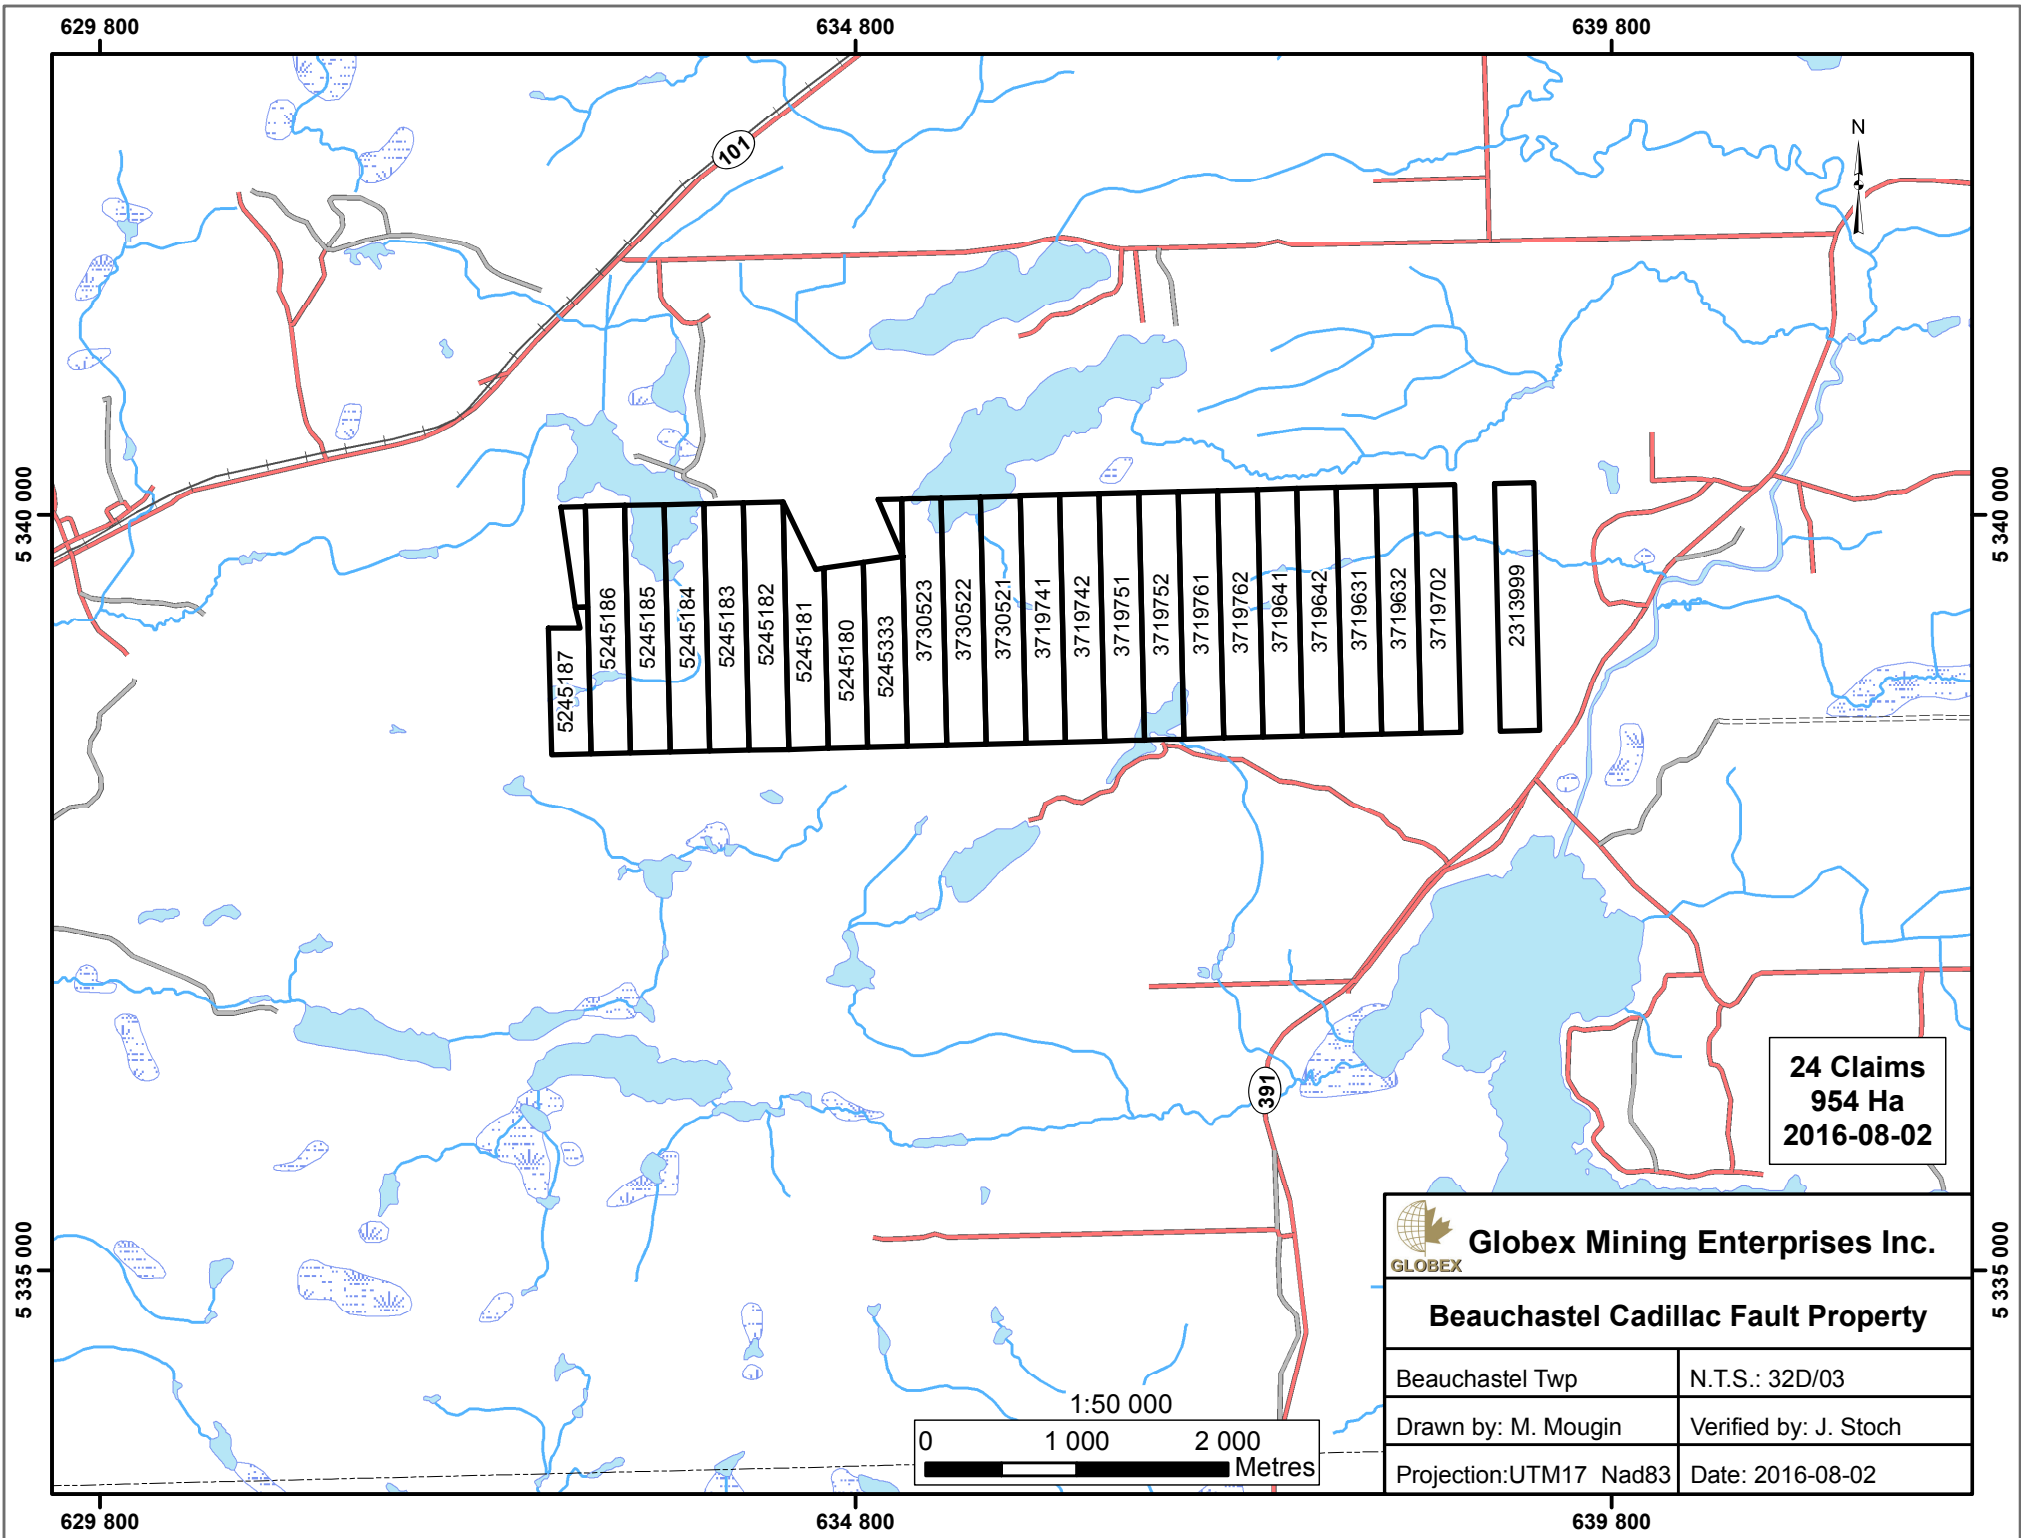 629 800
634 800
639 800
101
N
5 340 000
5 340 000
5245187
5245186
5245185
5245184
5245183
5245182
5245181
5245180
5245333
3730523
3730522
3730521
3719741
3719742
3719751
3719752
3719761
3719762
3719641
3719642
3719631
3719632
3719702
2313999
391
24 Claims
954 Ha
2016-08-02
5 335 000
5 335 000
GLOBEX
Globex Mining Enterprises Inc.
Beauchastel Cadillac Fault Property
Beauchastel Twp
N.T.S.: 32D/03
Drawn by: M. Mougin
Verified by: J. Stoch
Projection:UTM17 Nad83
Date: 2016-08-02
1:50 000
0 1 000 2 000
Metres
629 800
634 800
639 800